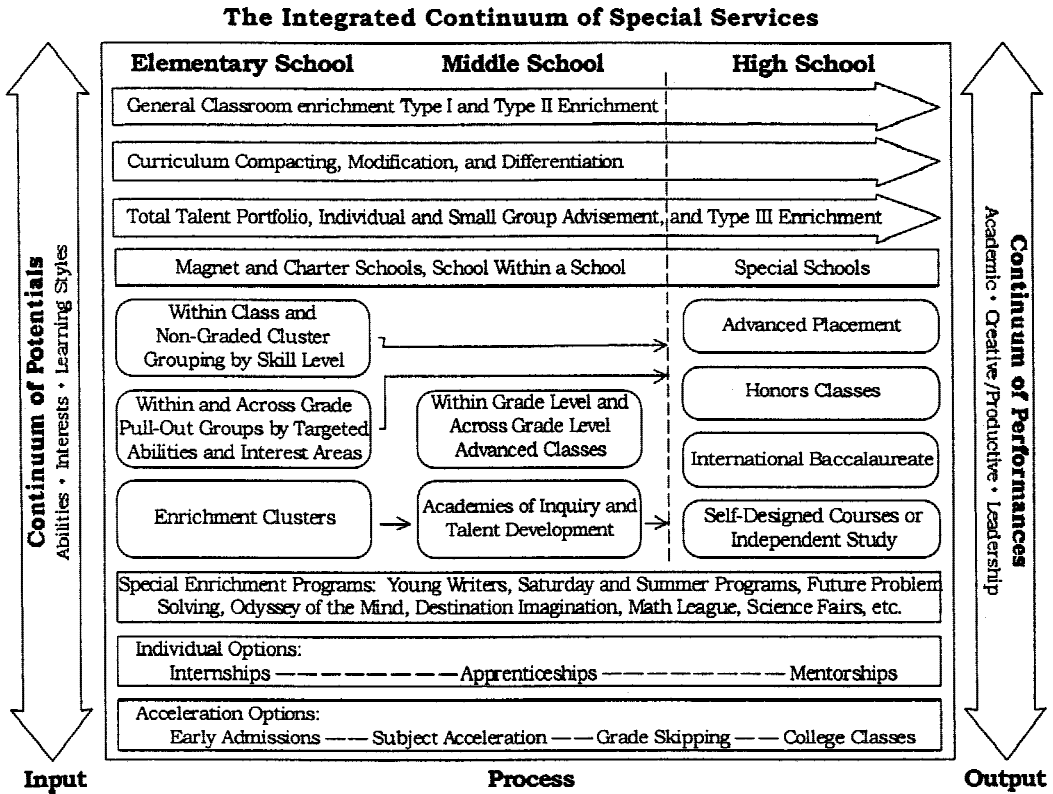 The Integrated Continuum of Special Services
Elementary School
Middle School
High School
General Classroom enrichment Type I and Type II Enrichment
Curriculum Compacting, Modification, and Differentiation
Total Talent Portfolio, Individual and Small Group Advisement, and Type III Enrichment
Magnet and Charter Schools, School Within a School
Special Schools
Within Class and
Non-Graded Cluster
Grouping by Skill Level
Advanced Placement
Within and Across Grade
Pull-Out Groups by Targeted
Abilities and Interest Areas
Within Grade Level and
Across Grade Level
Advanced Classes
Honors Classes
International Baccalaureate
Enrichment Clusters
Academies of Inquiry and
Talent Development
Self-Designed Courses or
Independent Study
Special Enrichment Programs: Young Writers, Saturday and Summer Programs, Future Problem
Solving, Odyssey of the Mind, Destination Imagination, Math League, Science Fairs, etc.
Individual Options:
Internships — — — — — — — — Apprenticeships — — — — — — — — Mentorships
Acceleration Options:
Early Admissions — — — Subject Acceleration — — — Grade Skipping — — — College Classes
Continuum of Potentials
Abilities • Interests • Learning Styles
Continuum of Performances
Academic • Creative/Productive • Leadership
Input
Process
Output